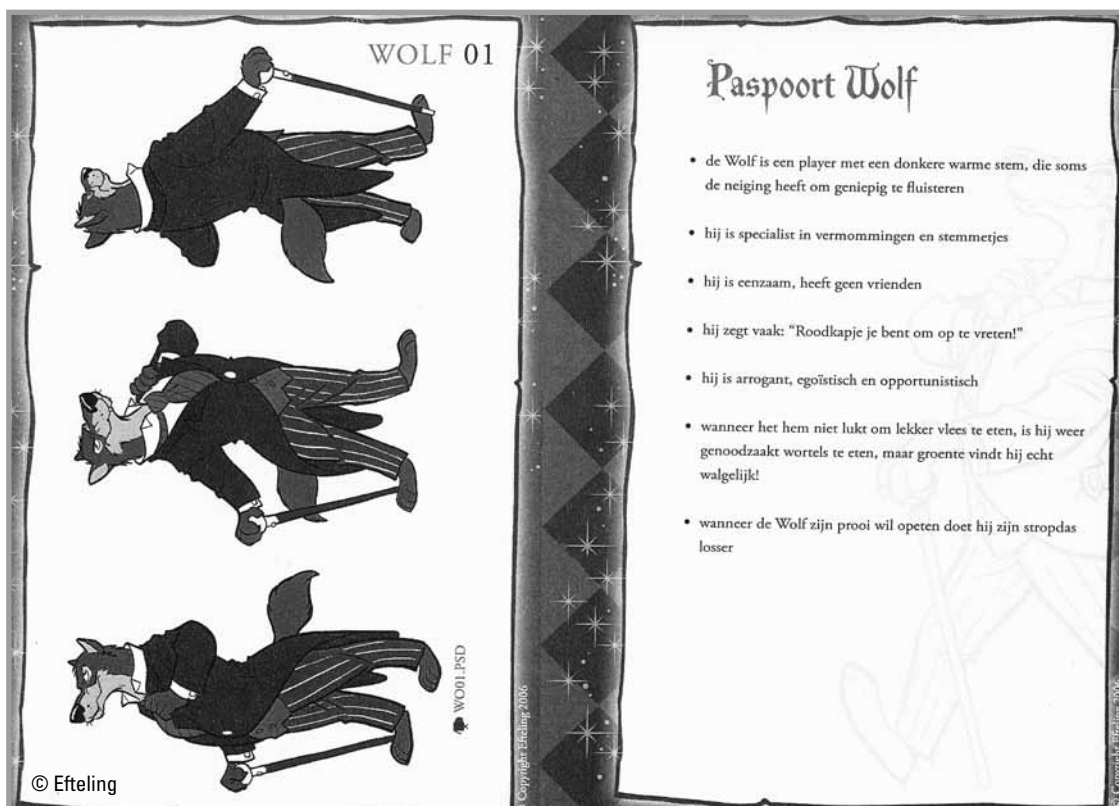 WOLF 01
WO01.PSD
© Efteling
Copyright Efteling 2006
Paspoort Wolf
• de Wolf is een player met een donkere warme stem, die soms
de neiging heeft om geniepig te fluisteren
• hij is specialist in vermommingen en stemmetjes
• hij is eenzaam, heeft geen vrienden
• hij zegt vaak: “Roodkapje je bent om op te vreten!”
• hij is arrogant, egoïstisch en opportunistisch
• wanneer het hem niet lukt om lekker vlees te eten, is hij weer
genoodzaakt wortels te eten, maar groente vindt hij echt
walgelijk!
• wanneer de Wolf zijn prooi wil opeten doet hij zijn stropdas
losser
Copyright Efteling 2006